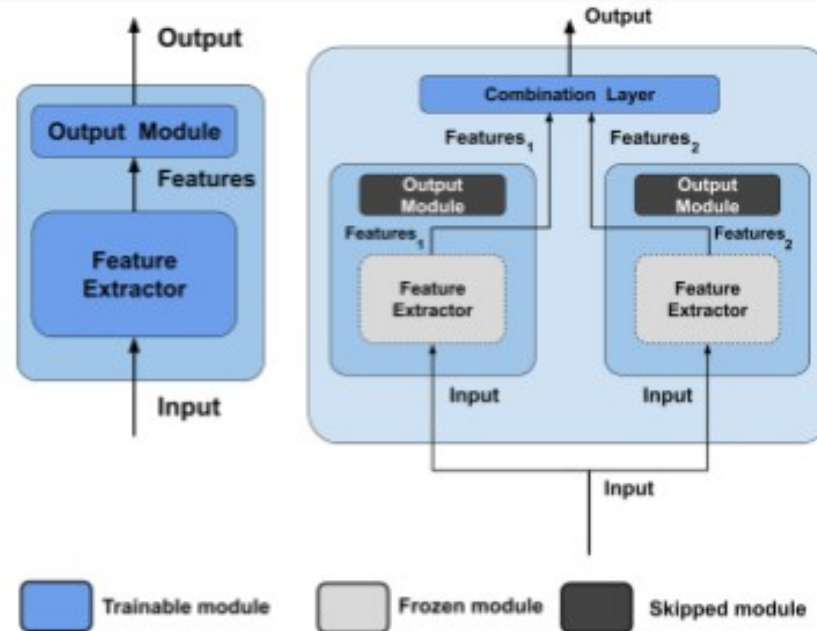 Output
Output Module
Features
Feature
Extractor
Input
Output
Combination Layer
Features1
Features2
Output
Module
Features1
Feature
Extractor
Input
Output
Module
Features2
Feature
Extractor
Input
Input
Trainable module
Frozen module
Skipped module